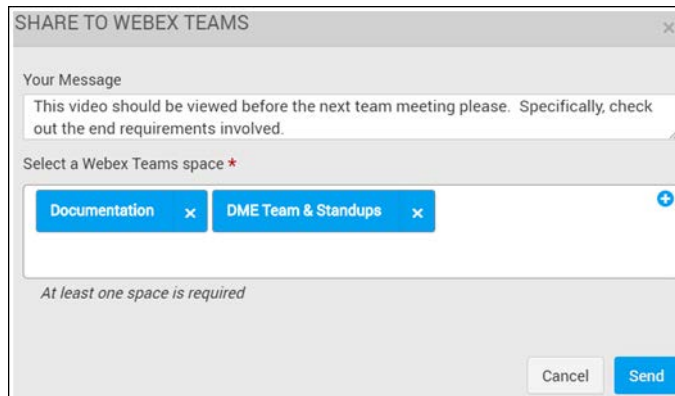 SHARE TO WEBEX TEAMS ×
Your Message
This video should be viewed before the next team meeting please.  Specifically, check
out the end requirements involved.
Select a Webex Teams space *
Documentation × DME Team & Standups ×
At least one space is required
Cancel Send